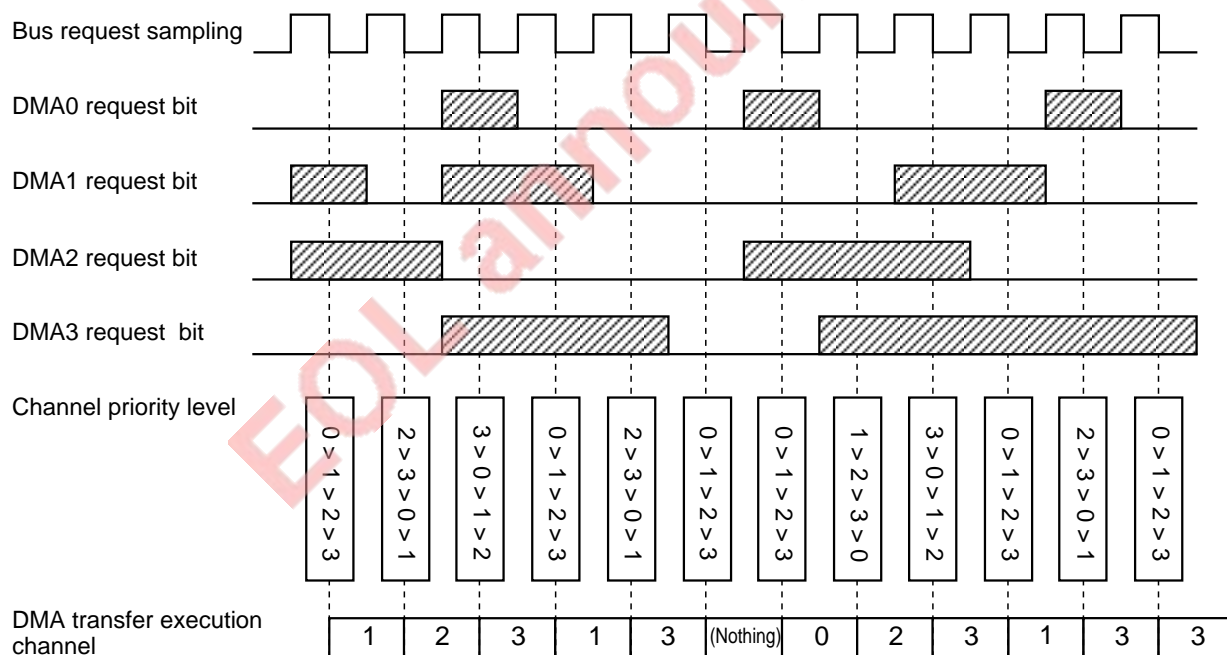 Bus request sampling
DMA0 request bit
DMA1 request bit
DMA2 request bit
DMA3 request bit
Channel priority level
0 > 1 > 2 > 3
2 > 3 > 0 > 1
3 > 0 > 1 > 2
0 > 1 > 2 > 3
2 > 3 > 0 > 1
0 > 1 > 2 > 3
0 > 1 > 2 > 3
1 > 2 > 3 > 0
3 > 0 > 1 > 2
0 > 1 > 2 > 3
2 > 3 > 0 > 1
0 > 1 > 2 > 3
DMA transfer execution
channel
1 2 3 1 3 (Nothing) 0 2 3 1 3 3
EOL